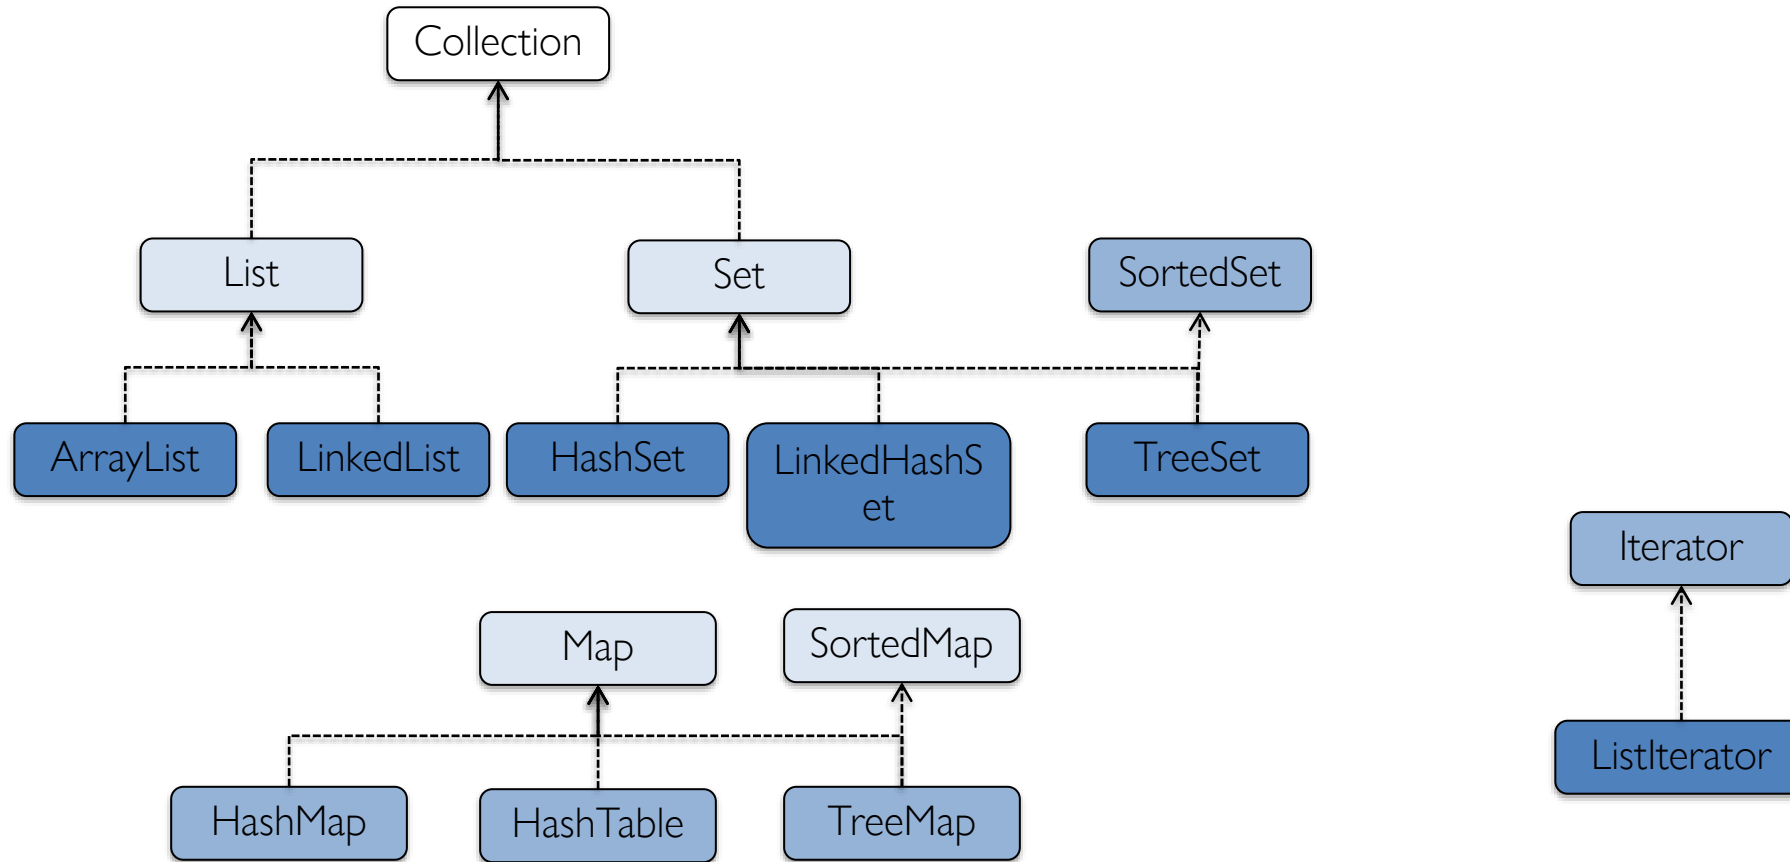 Collection
List
Set
SortedSet
ArrayList
LinkedList
HashSet
LinkedHashS
et
TreeSet
Iterator
Map
SortedMap
ListIterator
HashMap
HashTable
TreeMap